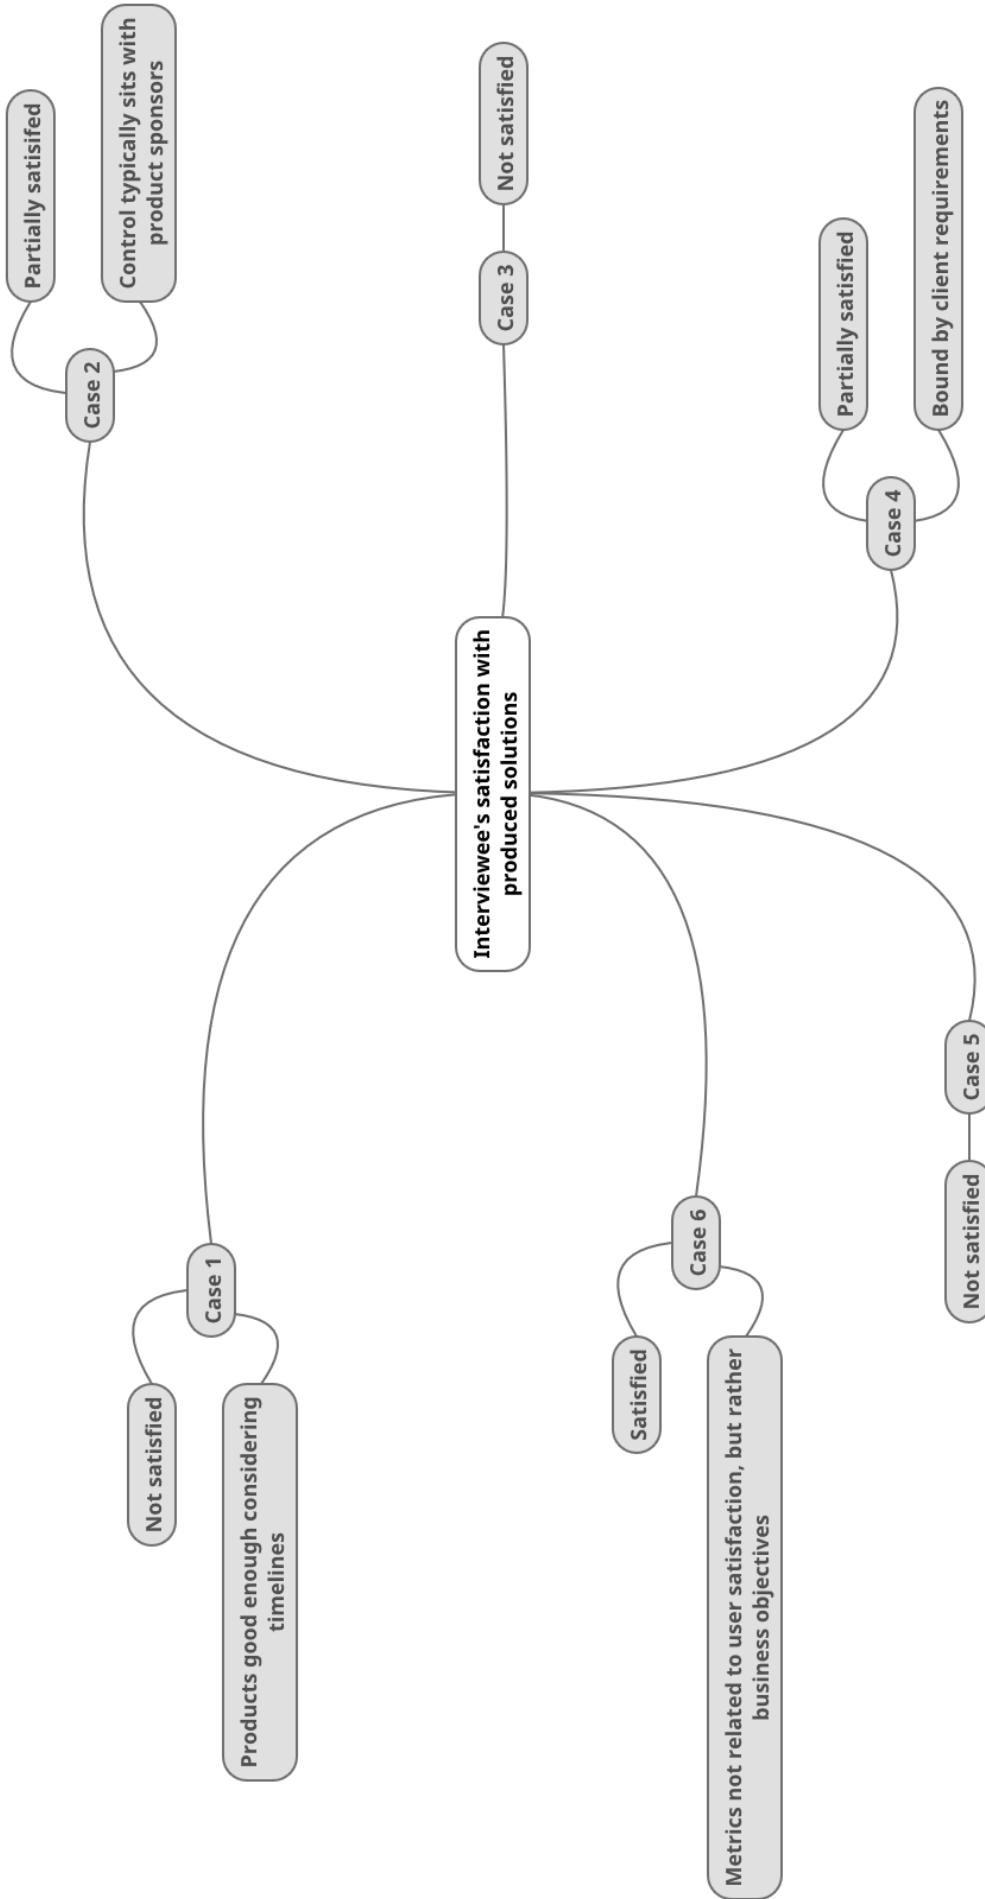 Interviewee's satisfaction with
produced solutions
Case 1
Not satisfied
Products good enough considering
timelines
Case 2
Partially satisifed
Control typically sits with
product sponsors
Case 3
Not satisfied
Case 4
Partially satisfied
Bound by client requirements
Case 5
Not satisfied
Case 6
Satisfied
Metrics not related to user satisfaction, but rather
business objectives